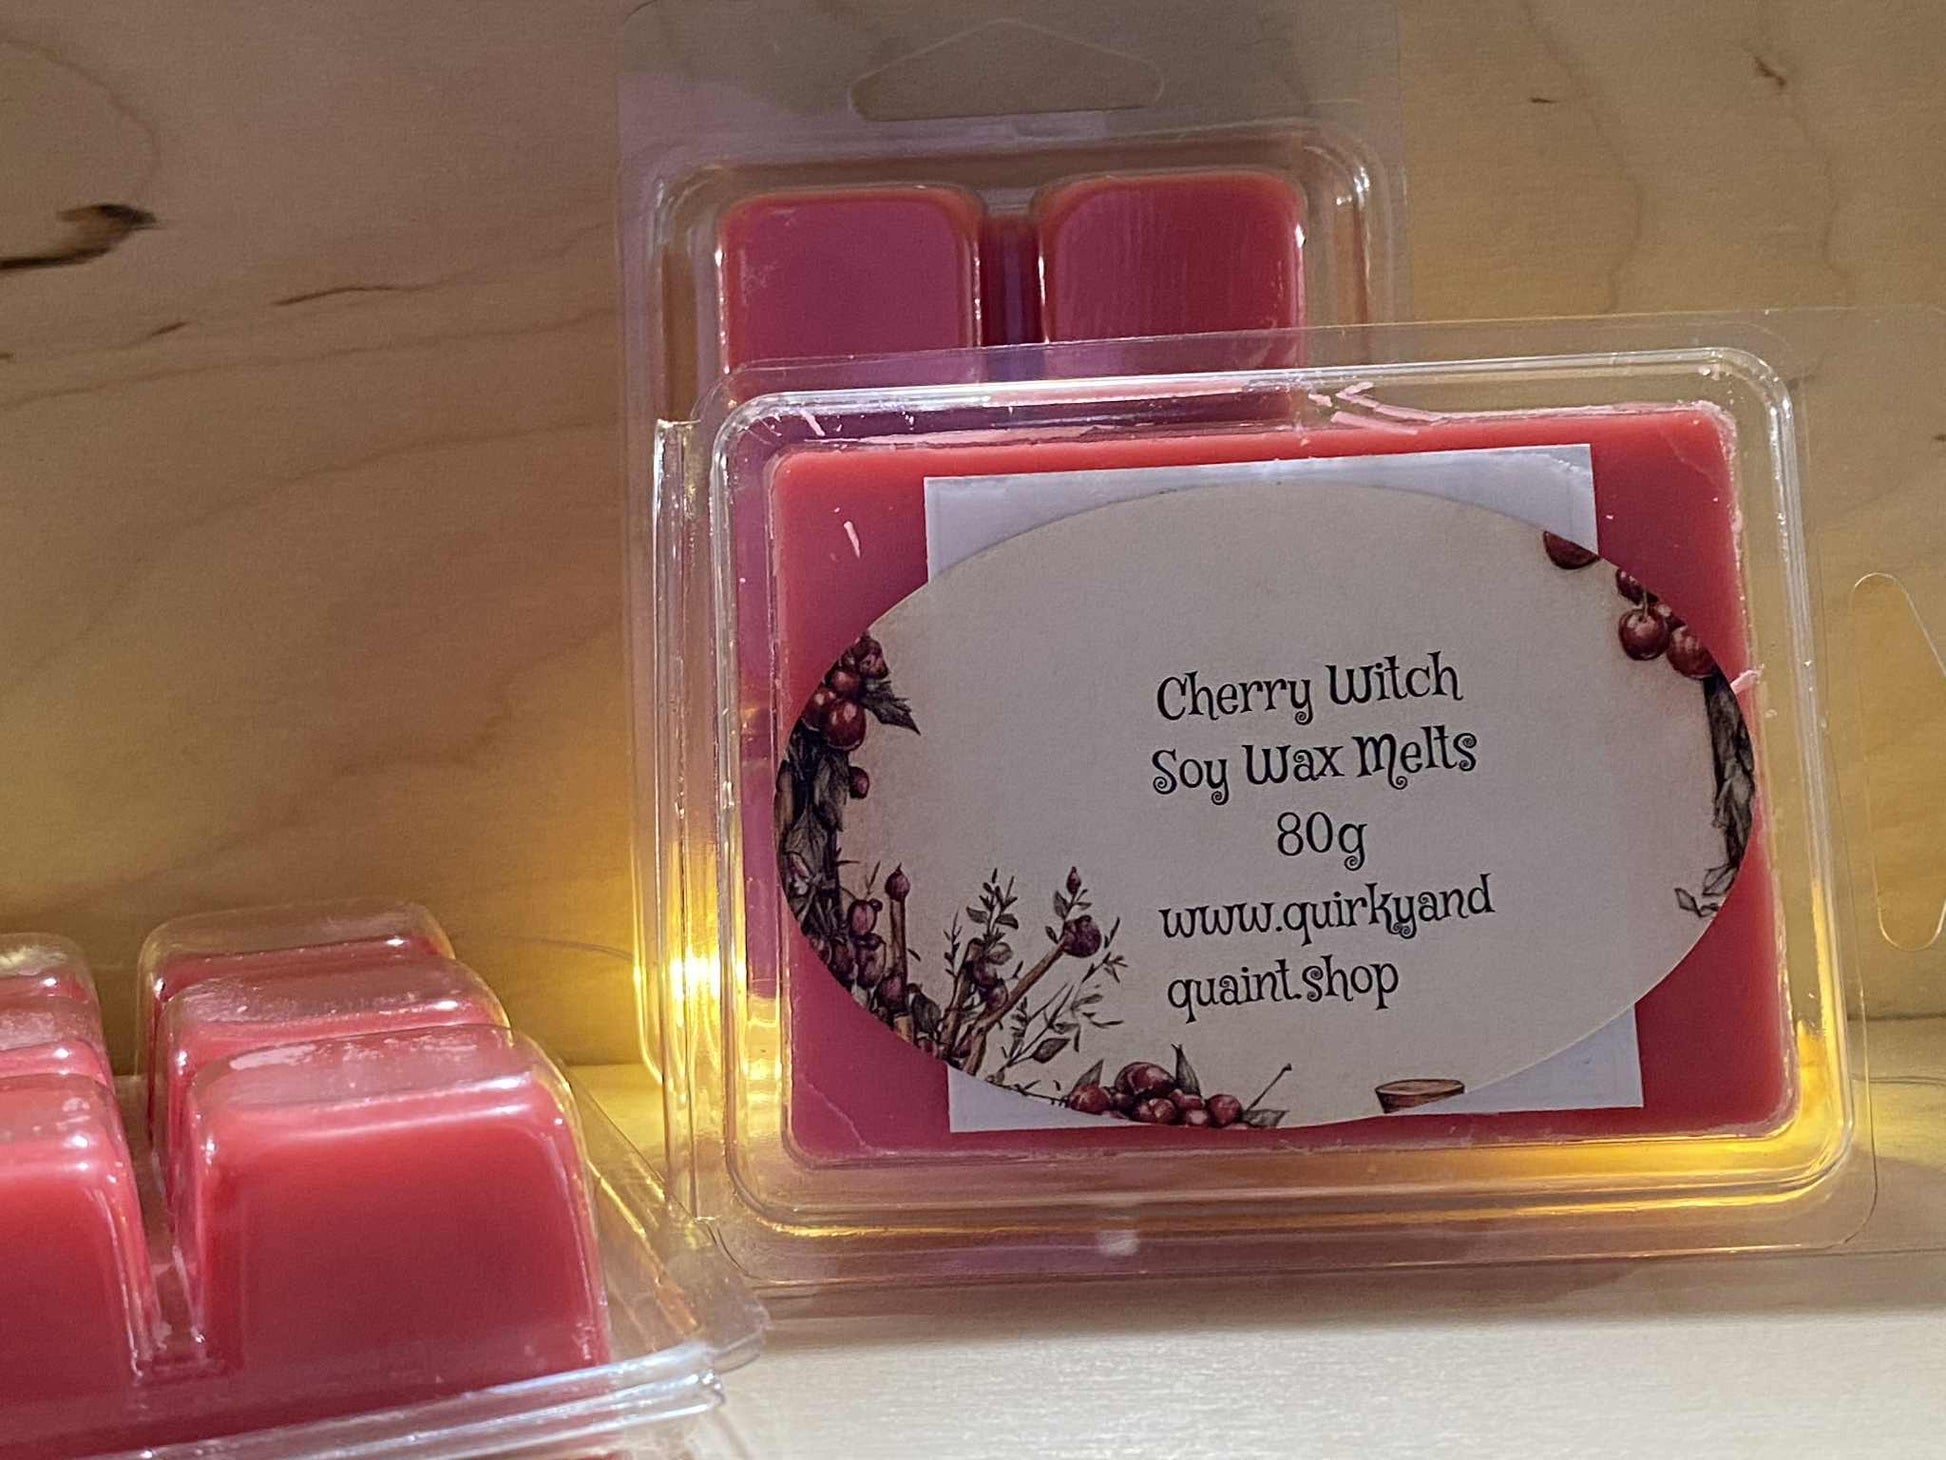 Cherry Witch
Soy Wax Melts
80g
www.quirkyand
quaint.shop